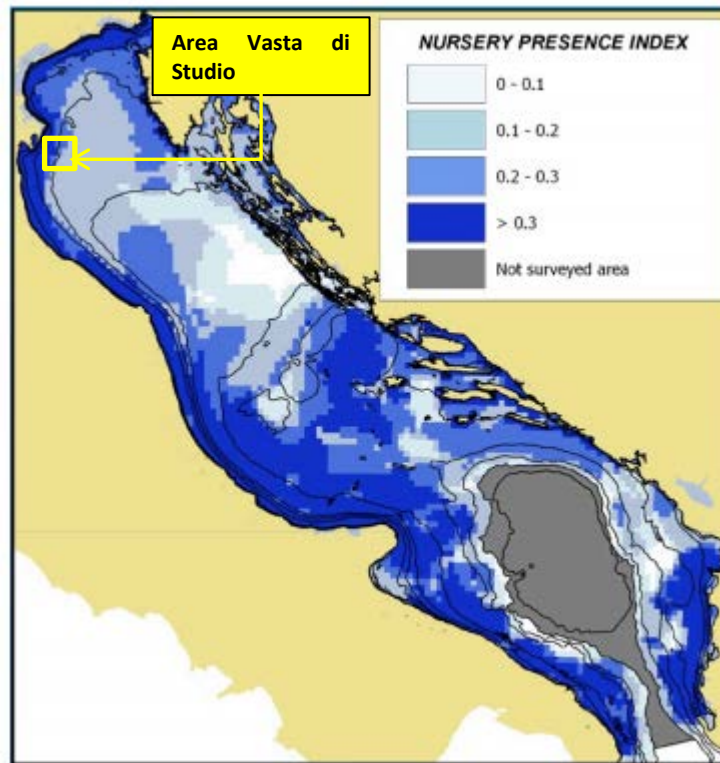 Area Vasta di
Studio
NURSERY PRESENCE INDEX
0 - 0.1
0.1 - 0.2
0.2 - 0.3
> 0.3
Not surveyed area